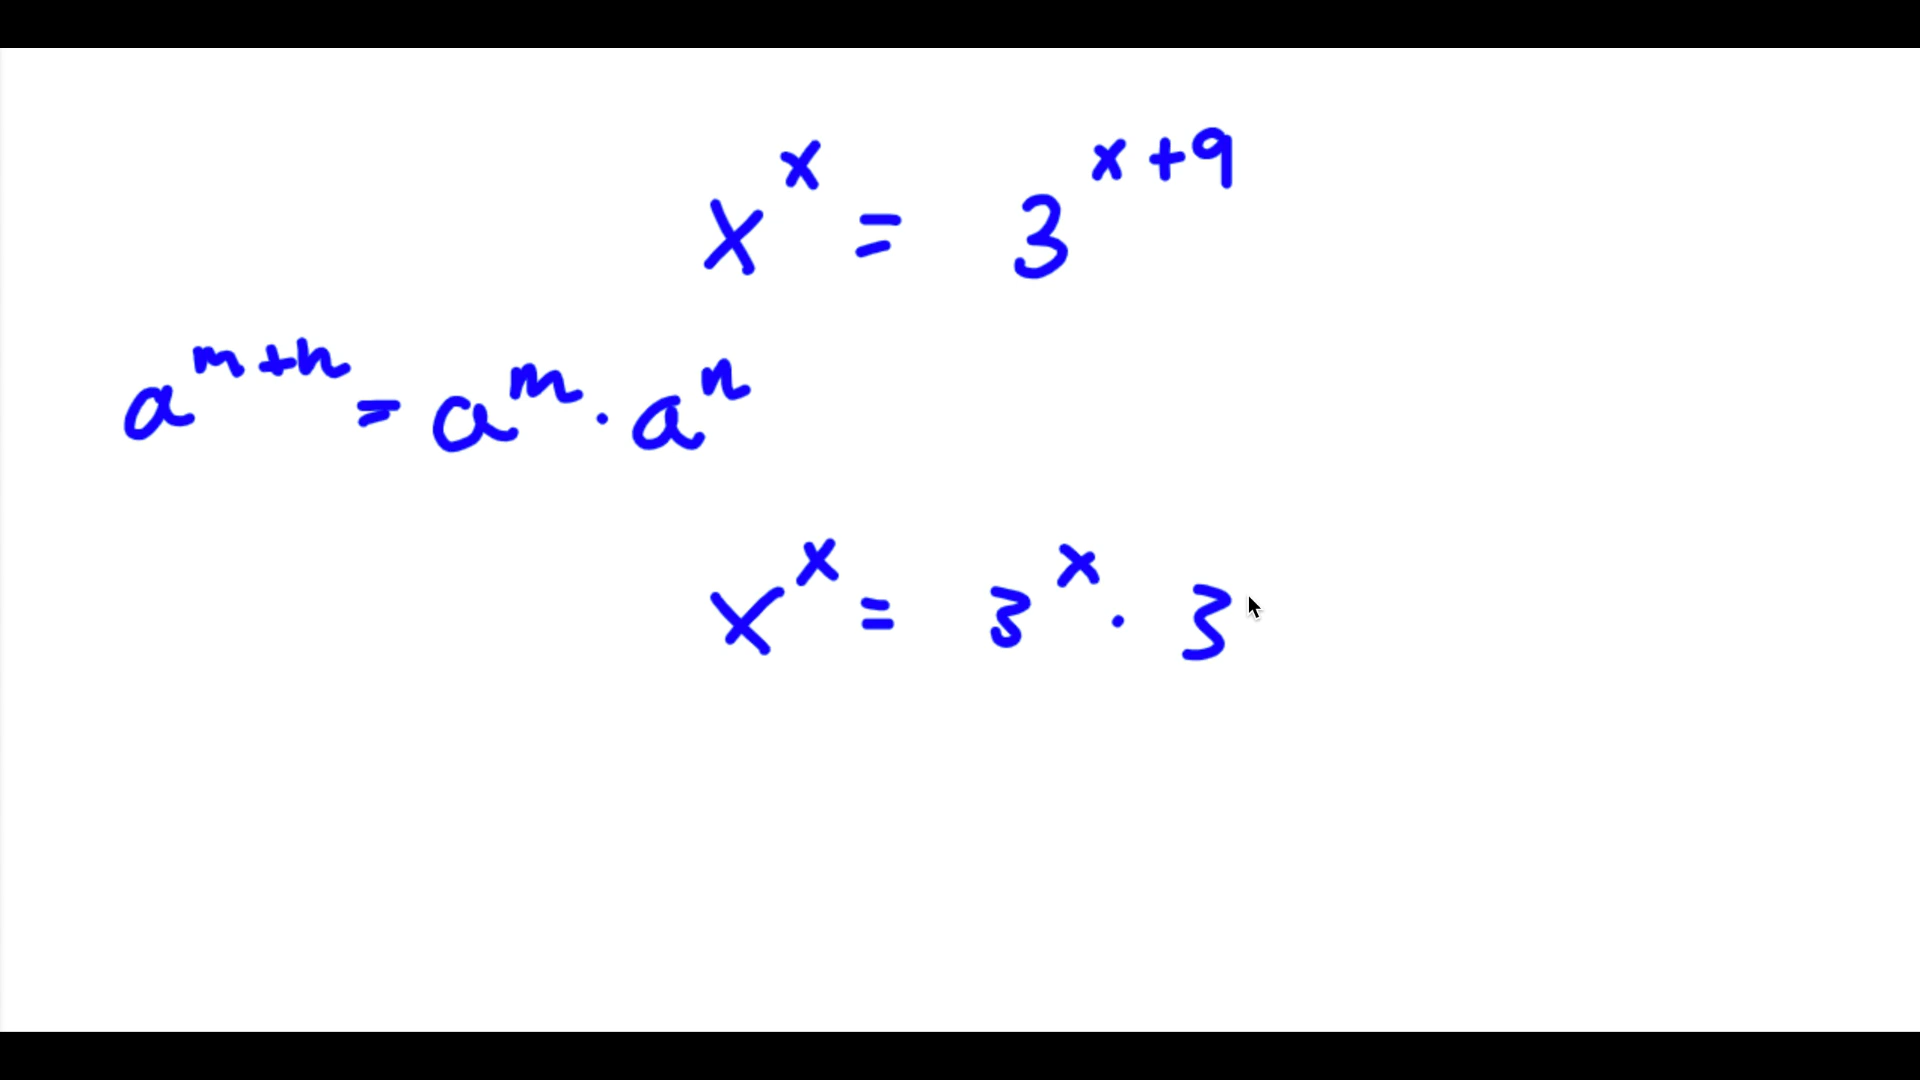 x^x = 3^{x+9}
a^{m+n} = a^m · a^n
x^x = 3^x · 3